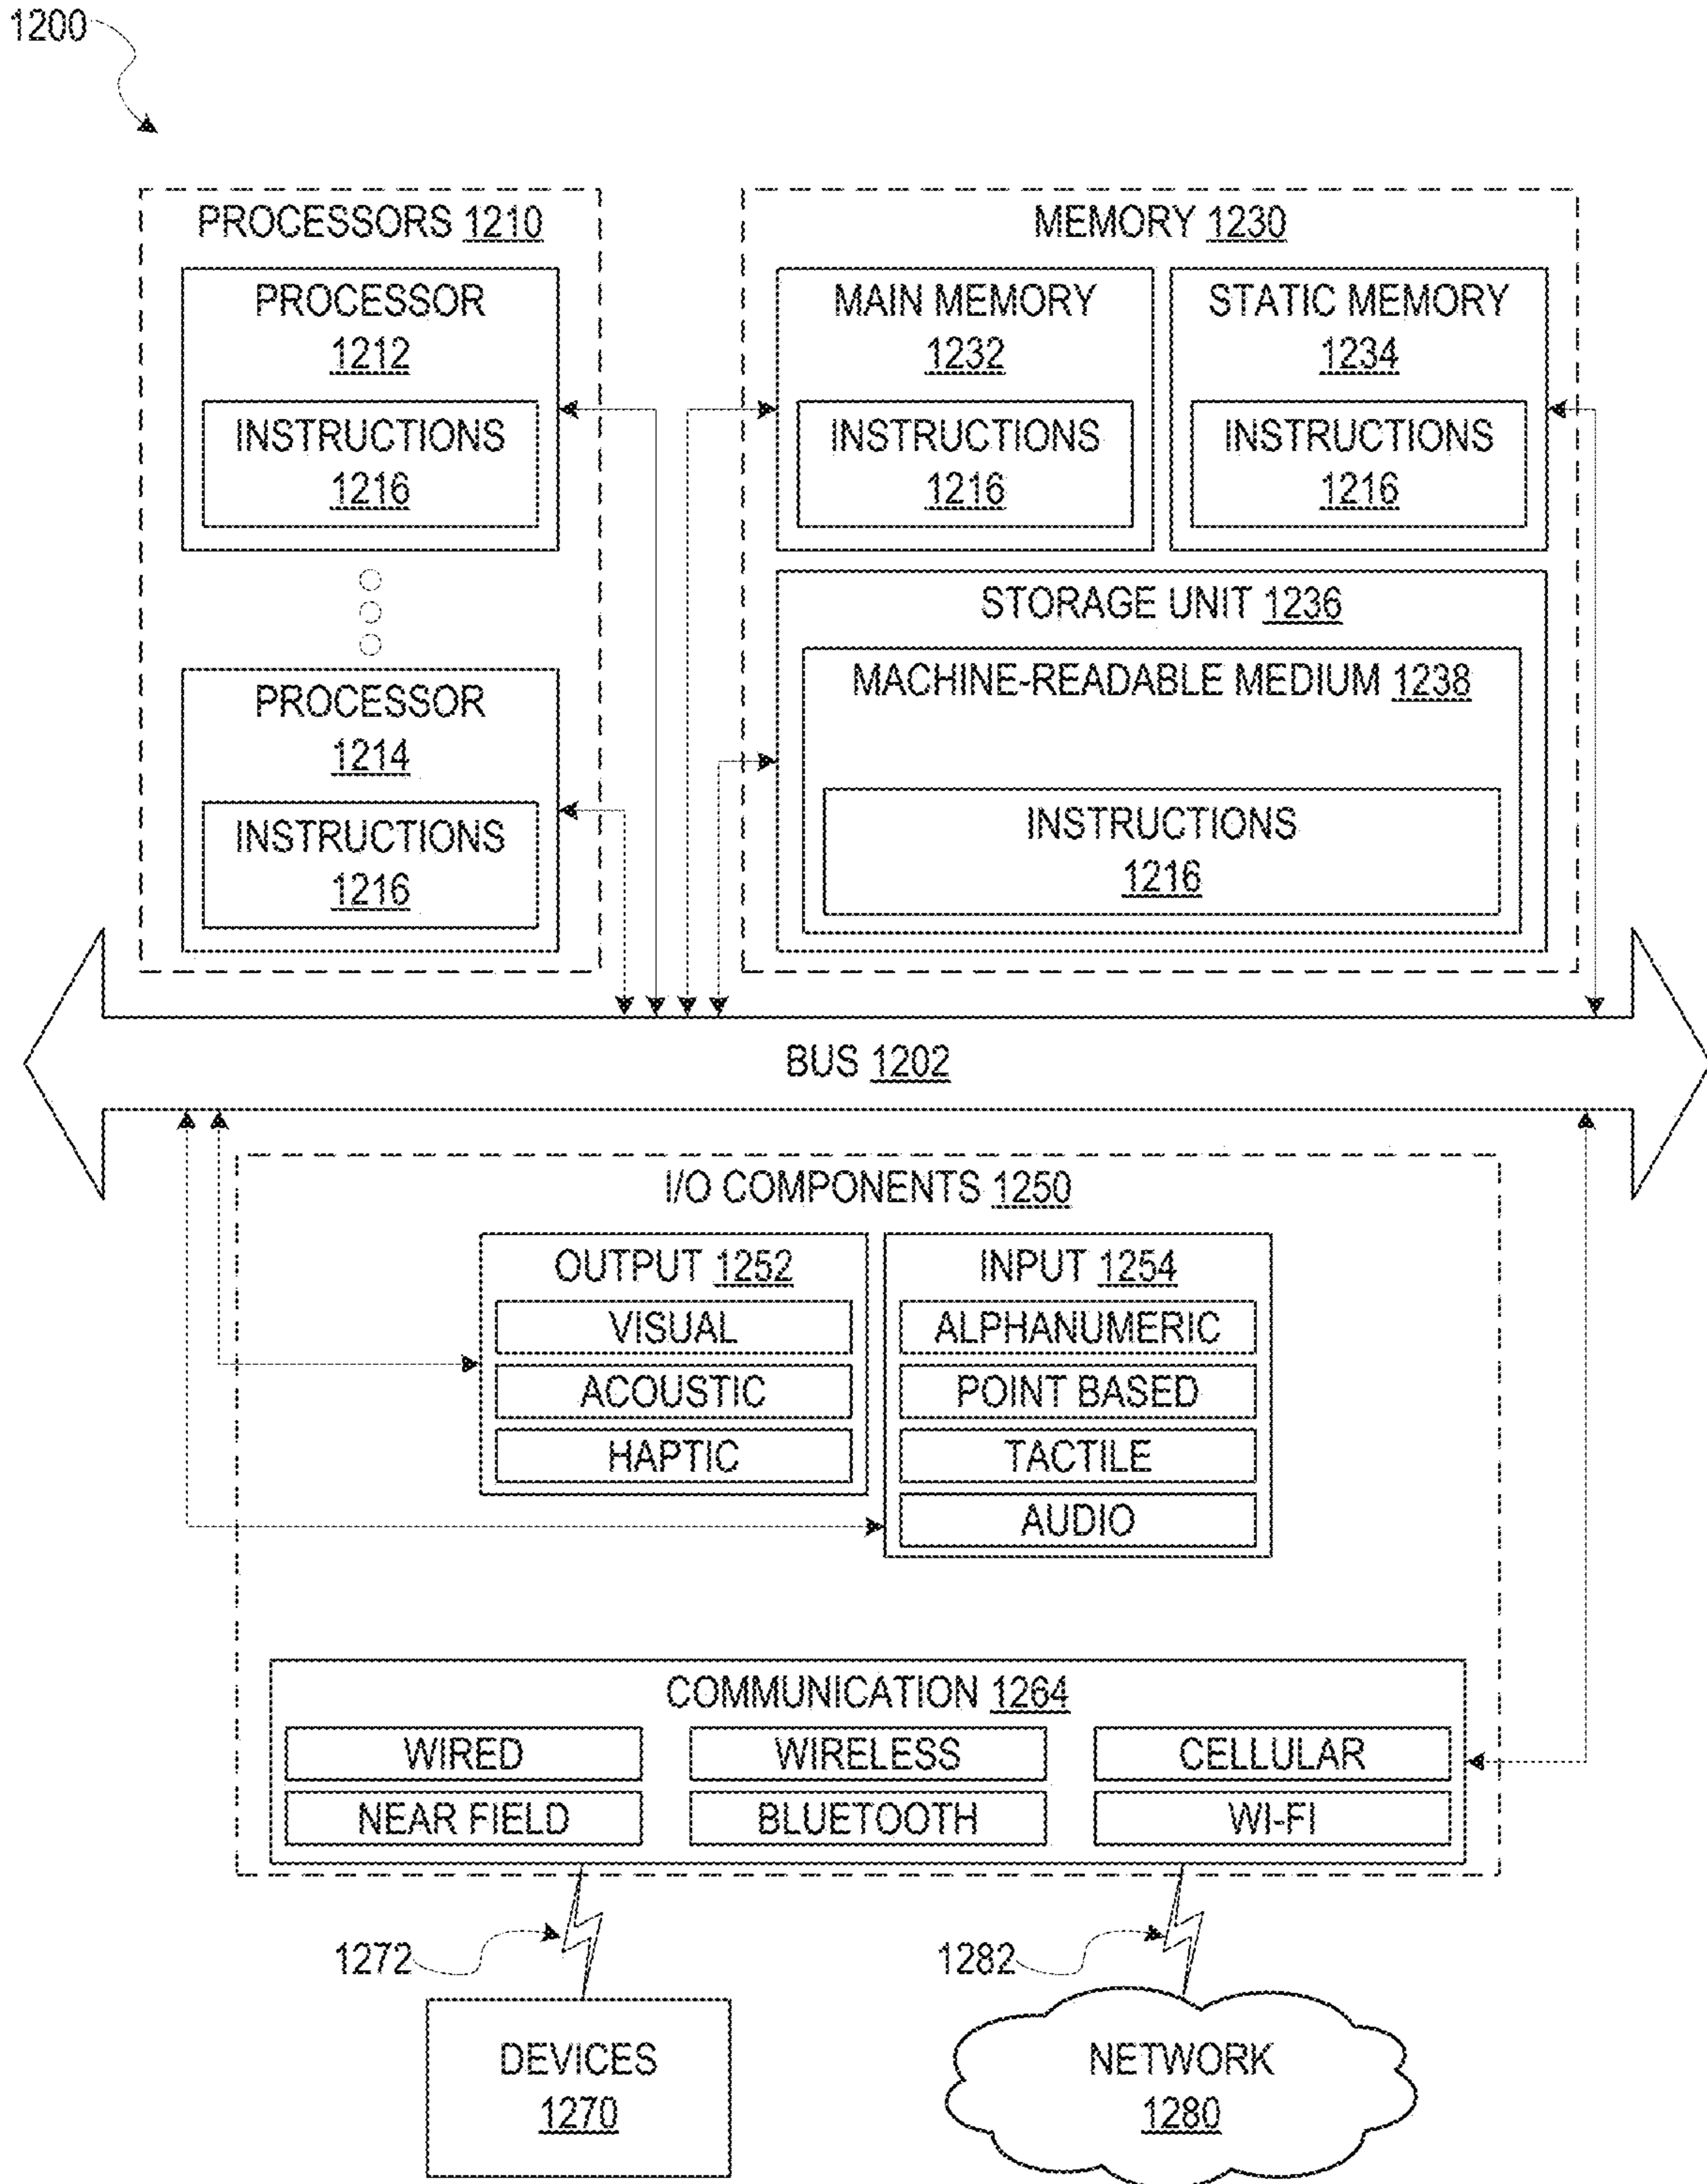 1200
PROCESSORS 1210
PROCESSOR
1212
INSTRUCTIONS
1216
PROCESSOR
1214
INSTRUCTIONS
1216
MEMORY 1230
MAIN MEMORY
1232
INSTRUCTIONS
1216
STATIC MEMORY
1234
INSTRUCTIONS
1216
STORAGE UNIT 1236
MACHINE-READABLE MEDIUM 1238
INSTRUCTIONS
1216
BUS 1202
I/O COMPONENTS 1250
OUTPUT 1252
VISUAL
ACOUSTIC
HAPTIC
INPUT 1254
ALPHANUMERIC
POINT BASED
TACTILE
AUDIO
COMMUNICATION 1264
WIRED
WIRELESS
CELLULAR
NEAR FIELD
BLUETOOTH
WI-FI
1272
1282
DEVICES
1270
NETWORK
1280